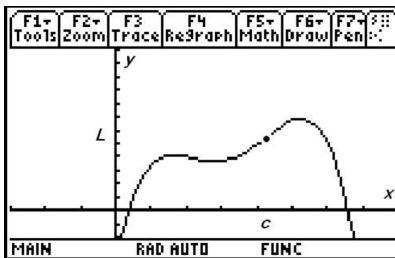 F1 F2 F3 F4 F5 F6 F7
Tools Zoom Trace ReGraph Math Draw Pen
y
L
x
c
MAIN RAD AUTO FUNC